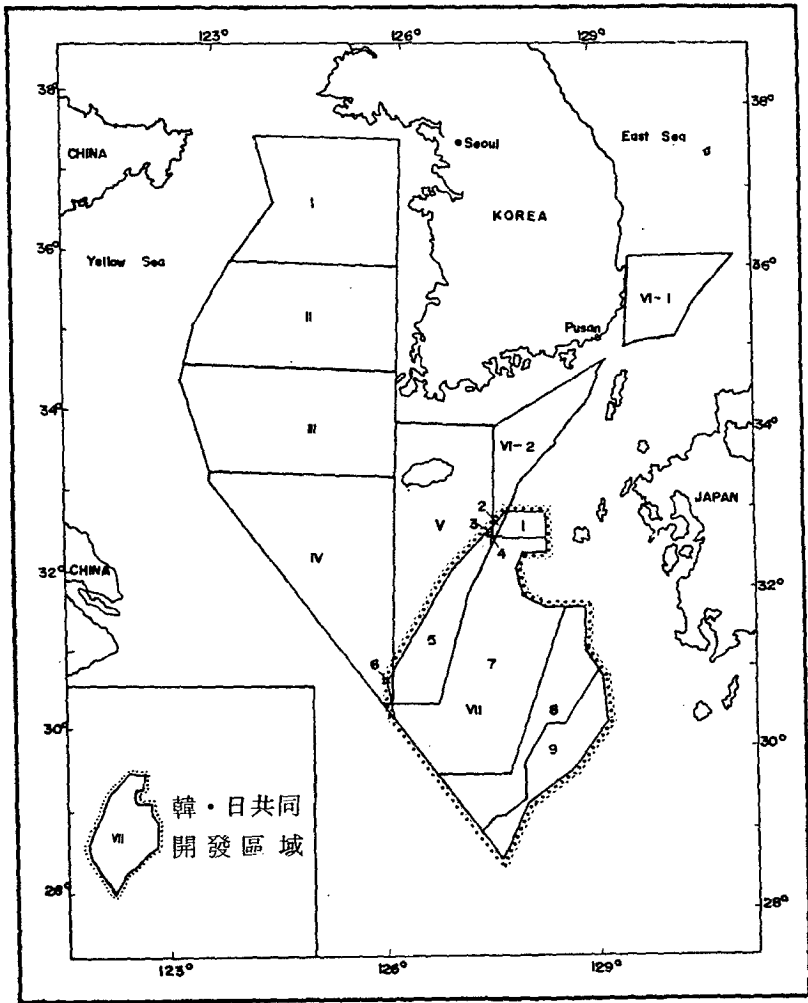 123° 126° 129°
38° 38°
East Sea
CHINA
Seoul
I
KOREA
36° Yellow Sea 36°
II
VI-1
Pusan
34° 34°
III
VI-2
JAPAN
2
V 3 1
4
32° CHINA 32°
IV
5
6 7
VII
8
30° 30°
9
韓・日共同
VII
開發區域
28° 28°
123° 126° 129°